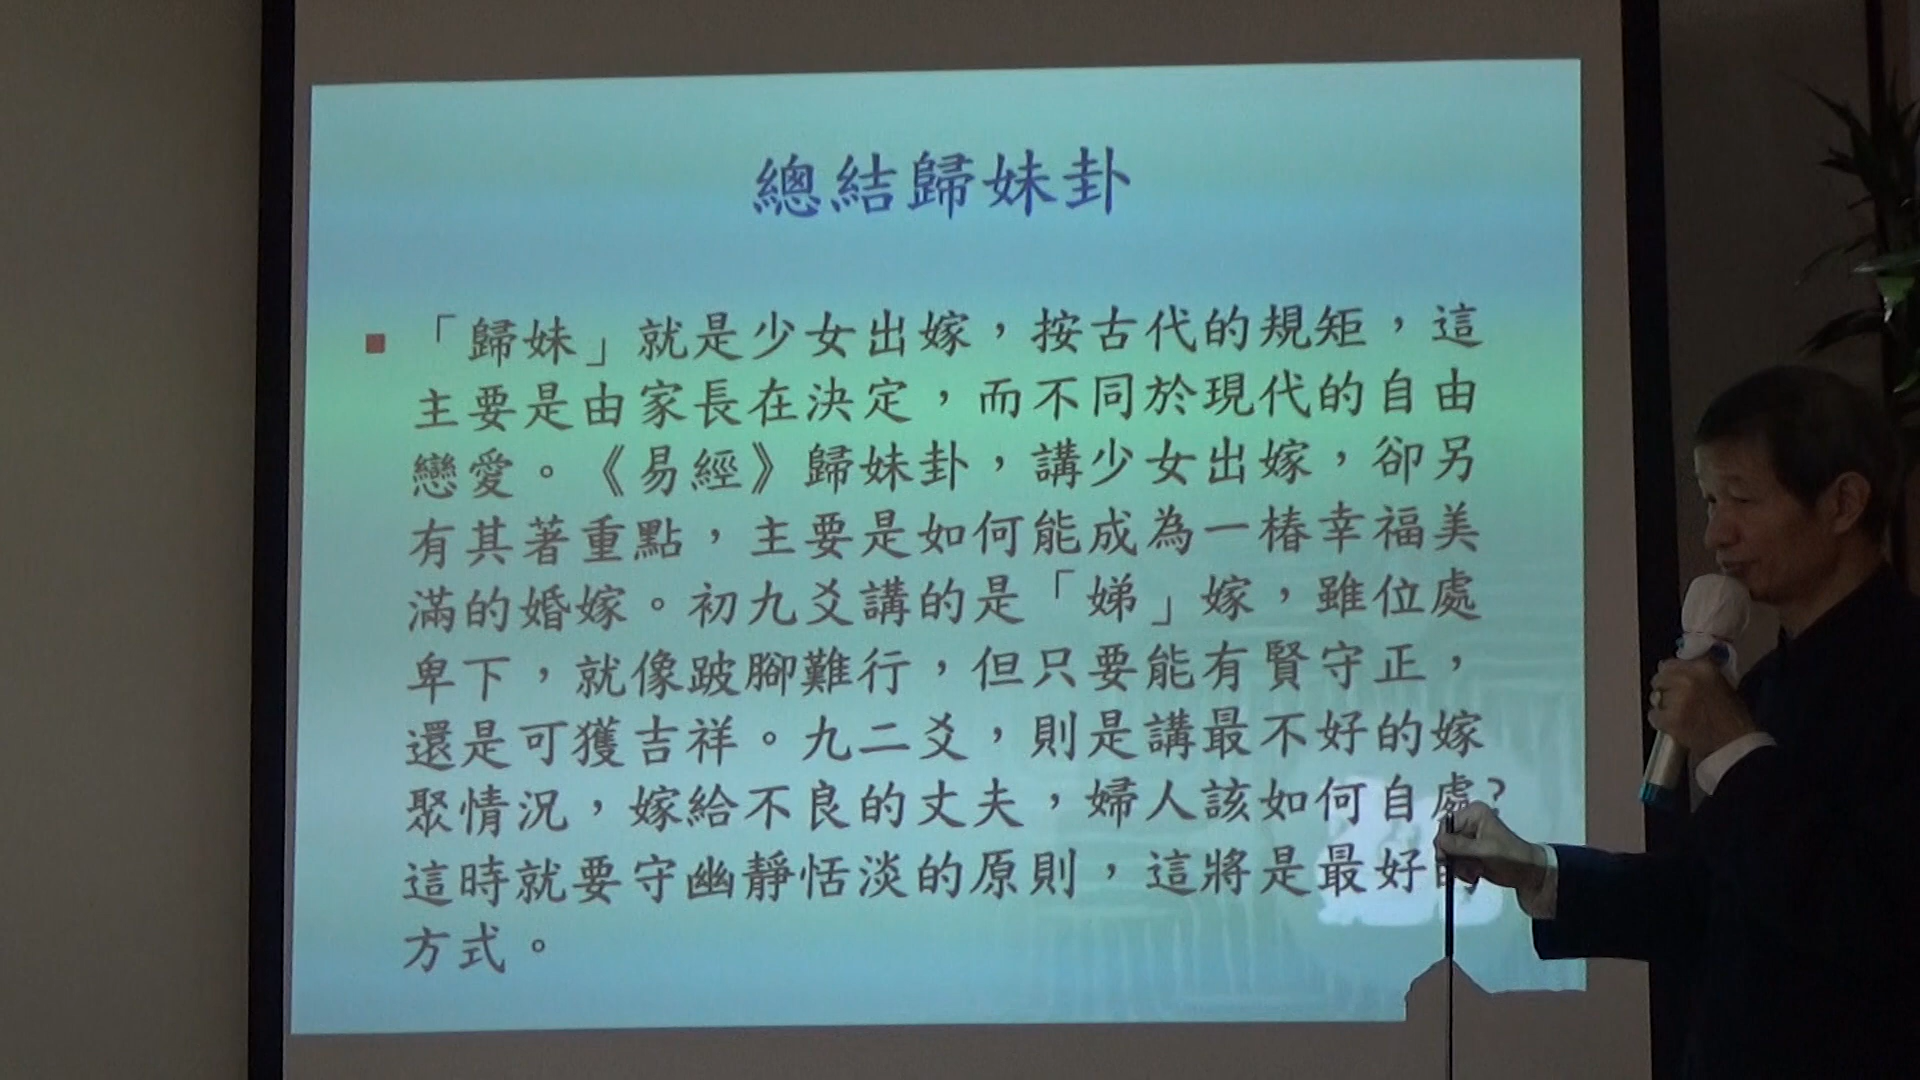 總結歸妹卦
「歸妹」就是少女出嫁，按古代的規矩，這
主要是由家長在決定，而不同於現代的自由
戀愛。《易經》歸妹卦，講少女出嫁，卻另
有其著重點，主要是如何能成為一樁幸福美
滿的婚嫁。初九爻講的是「娣」嫁，雖位處
卑下，就像跛腳難行，但只要能有賢守正，
還是可獲吉祥。九二爻，則是講最不好的嫁
聚情況，嫁給不良的丈夫，婦人該如何自處?
這時就要守幽靜恬淡的原則，這將是最好的
方式。